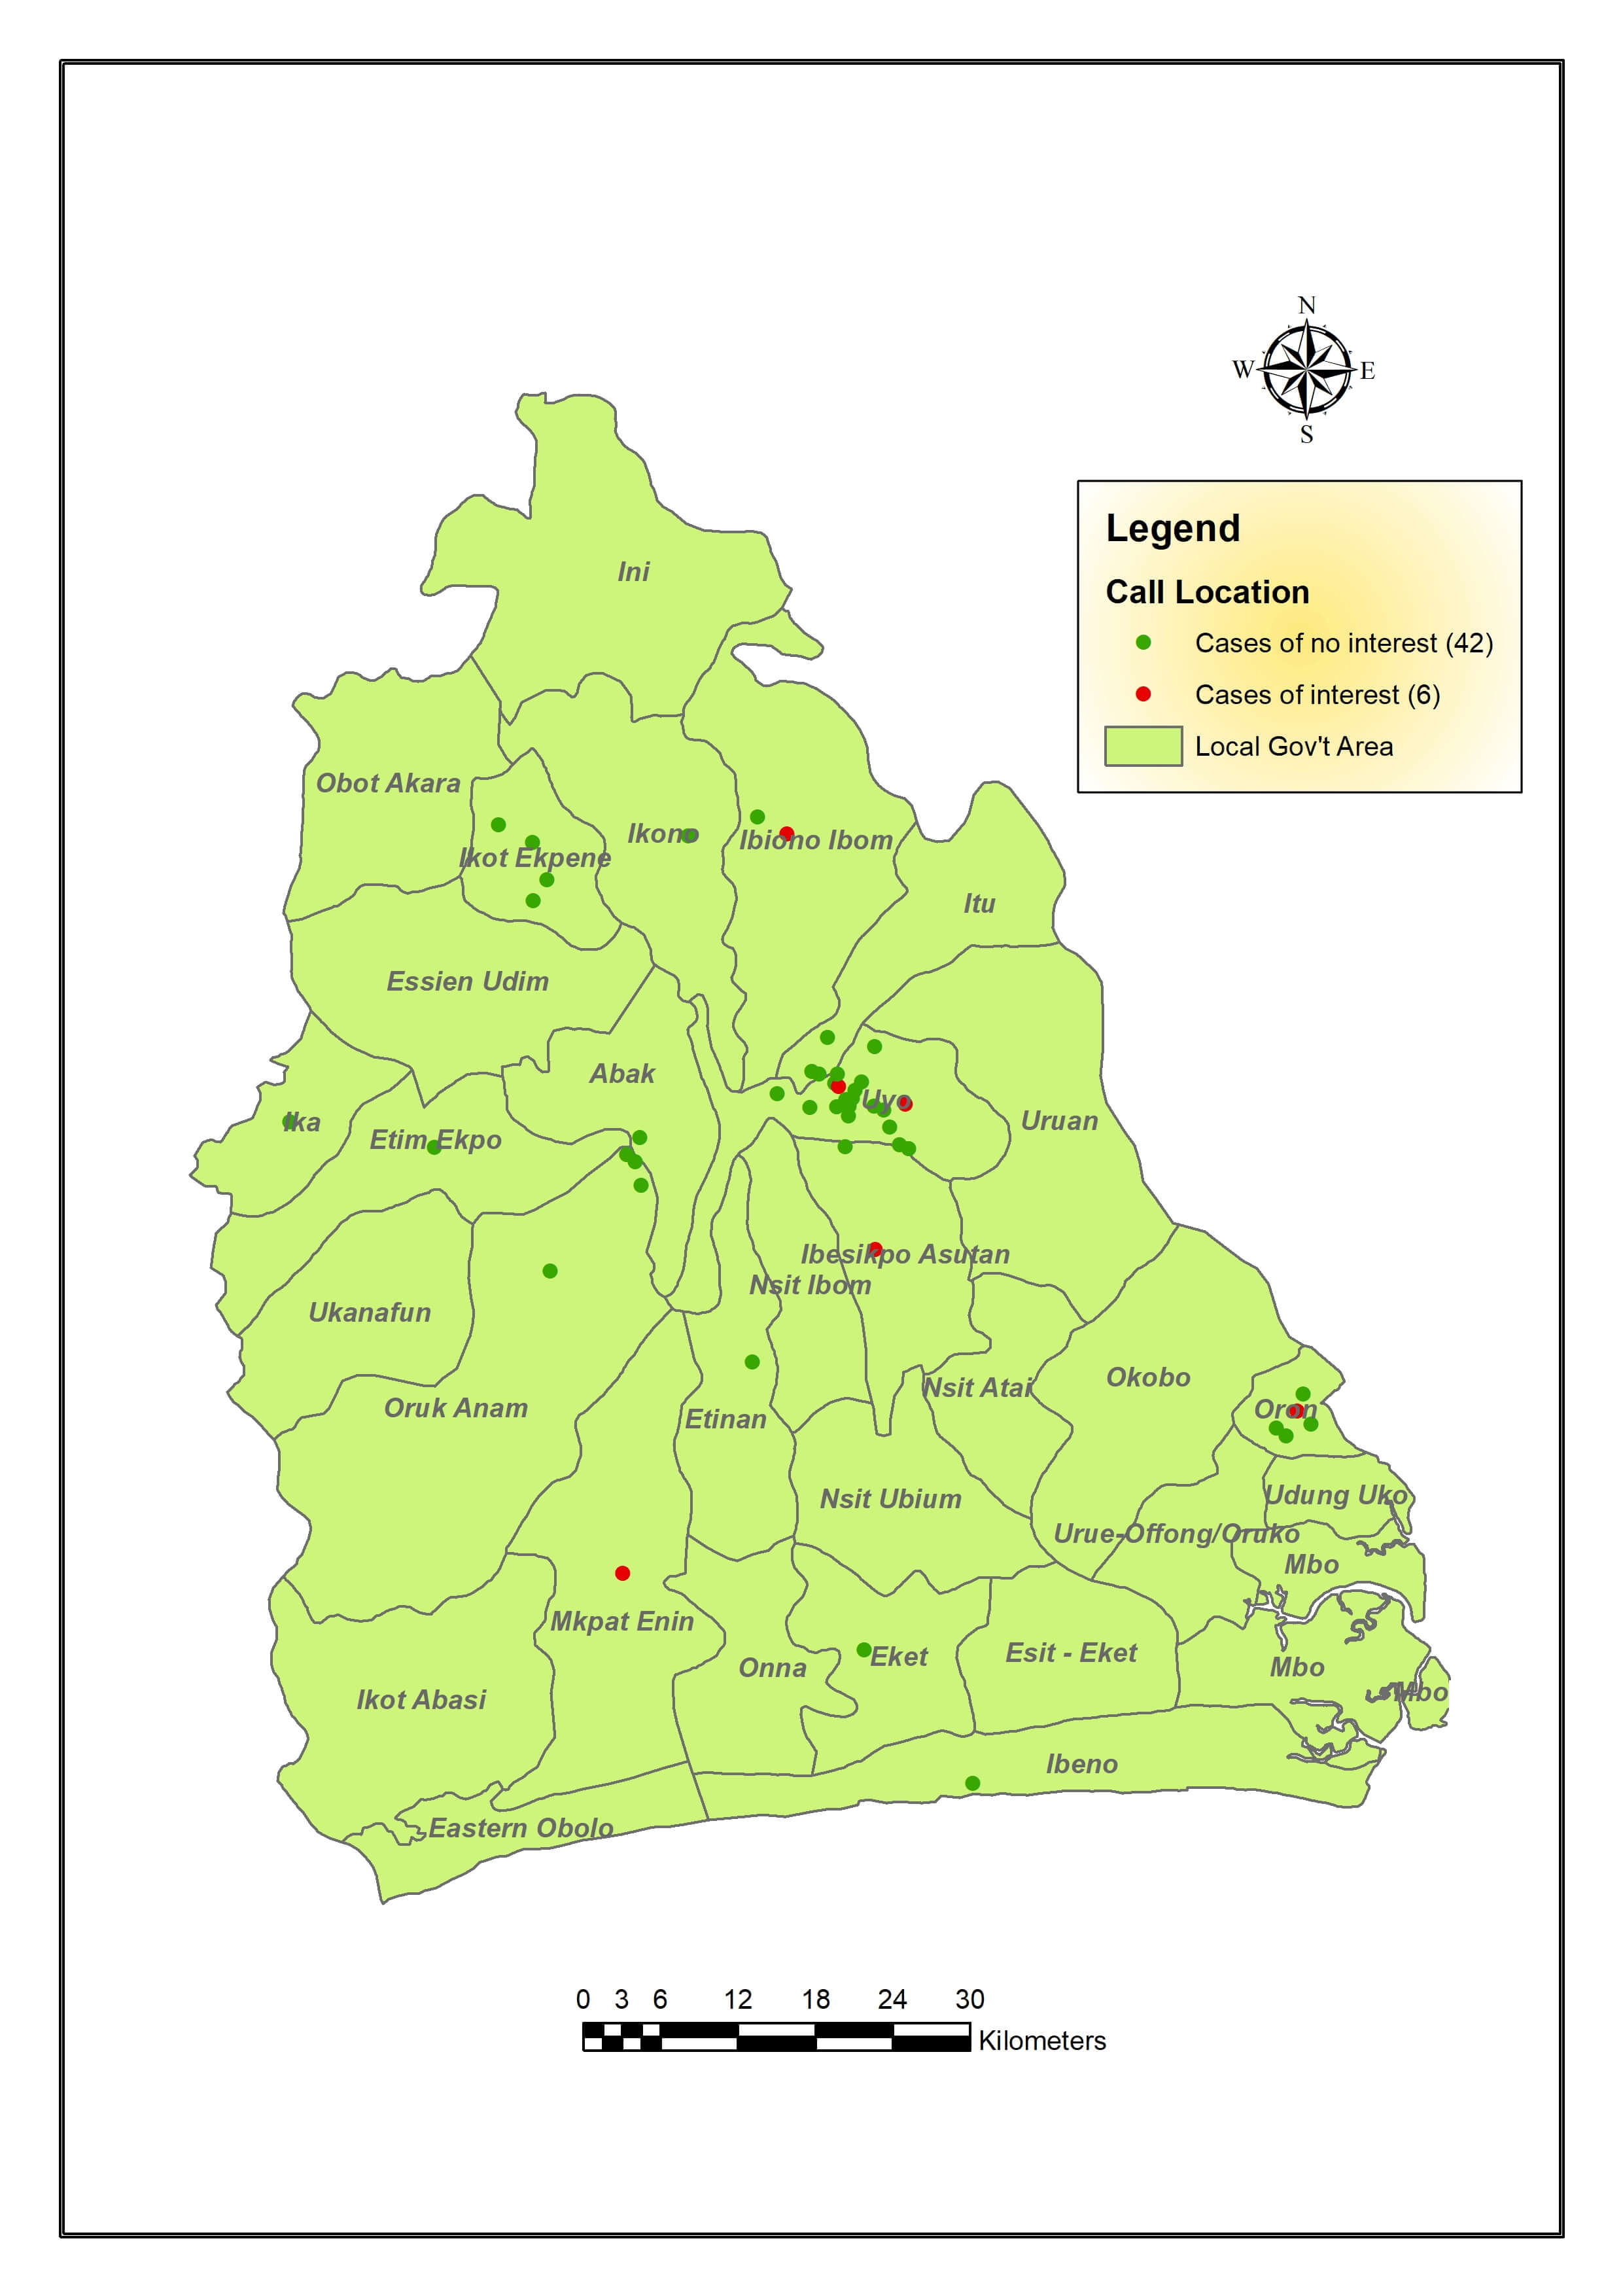 N
W
E
S
Legend
Call Location
Cases of no interest (42)
Cases of interest (6)
Local Gov't Area
Ini
Obot Akara
Ikono
Ibiono Ibom
Ikot Ekpene
Itu
Essien Udim
Abak
Uyo
Uruan
Ika
Etim Ekpo
Ibesikpo Asutan
Nsit Ibom
Ukanafun
Okobo
Nsit Atai
Oruk Anam
Oron
Etinan
Udung Uko
Nsit Ubium
Urue-Offong/Oruko
Mbo
Mkpat Enin
Esit - Eket
Eket
Onna
Mbo
Mbo
Ikot Abasi
Ibeno
Eastern Obolo
0 3 6 12 18 24 30
Kilometers